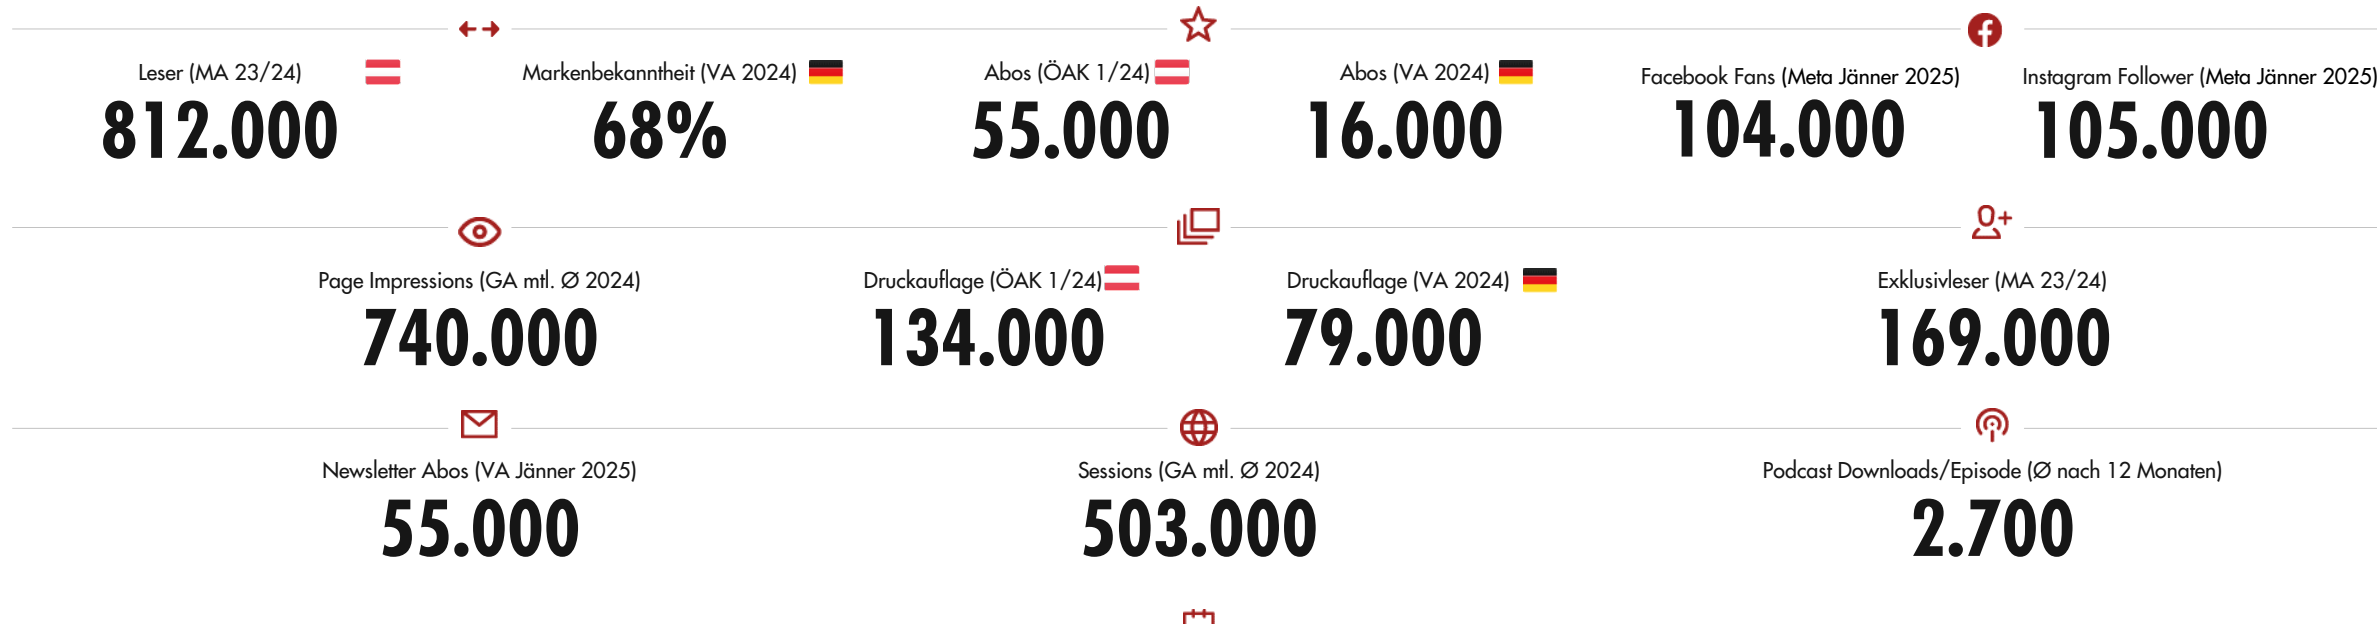 Leser (MA 23/24)
812.000
Markenbekanntheit (VA 2024)
68%
Abos (ÖAK 1/24)
55.000
Abos (VA 2024)
16.000
Facebook Fans (Meta Jänner 2025)
104.000
Instagram Follower (Meta Jänner 2025)
105.000
Page Impressions (GA mtl. Ø 2024)
740.000
Druckauflage (ÖAK 1/24)
134.000
Druckauflage (VA 2024)
79.000
Exklusivleser (MA 23/24)
169.000
Newsletter Abos (VA Jänner 2025)
55.000
Sessions (GA mtl. Ø 2024)
503.000
Podcast Downloads/Episode (Ø nach 12 Monaten)
2.700